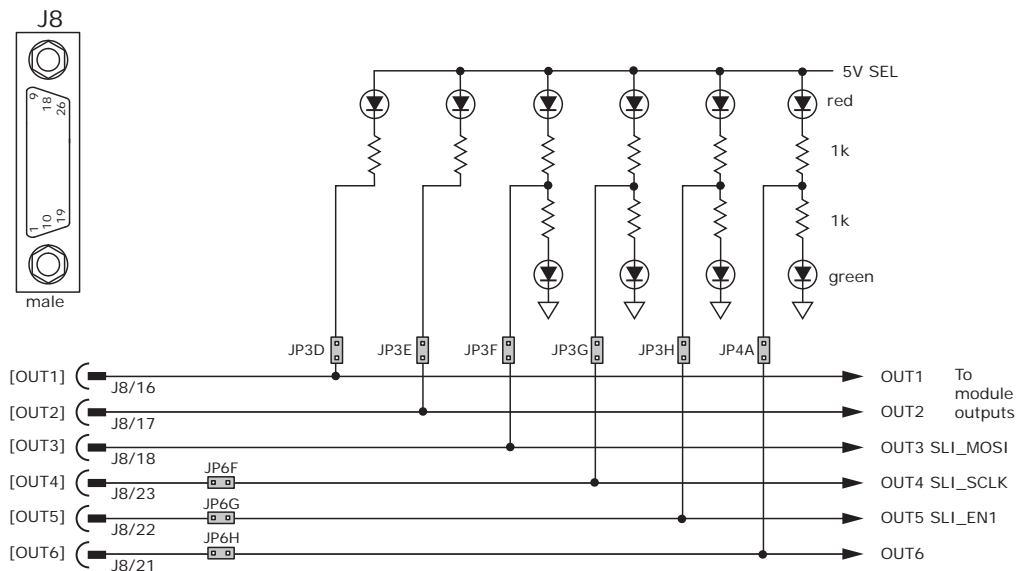 J8
9
18
26
1
10
19
male
5V SEL
red
1k
1k
green
JP3D
JP3E
JP3F
JP3G
JP3H
JP4A
[OUT1]
J8/16
OUT1
To
module
outputs
[OUT2]
J8/17
OUT2
[OUT3]
J8/18
OUT3 SLI_MOSI
[OUT4]
J8/23
JP6F
OUT4 SLI_SCLK
[OUT5]
J8/22
JP6G
OUT5 SLI_EN1
[OUT6]
J8/21
JP6H
OUT6